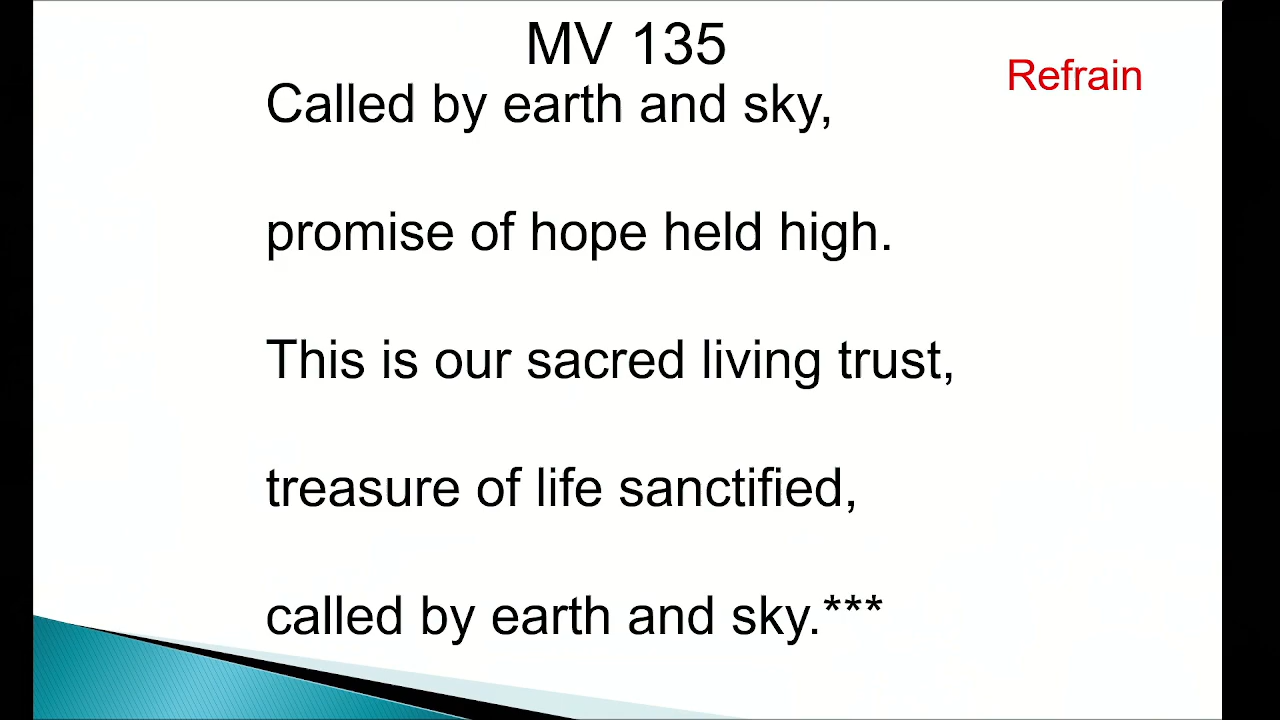 MV 135
Refrain
Called by earth and sky,
promise of hope held high.
This is our sacred living trust,
treasure of life sanctified,
called by earth and sky.***